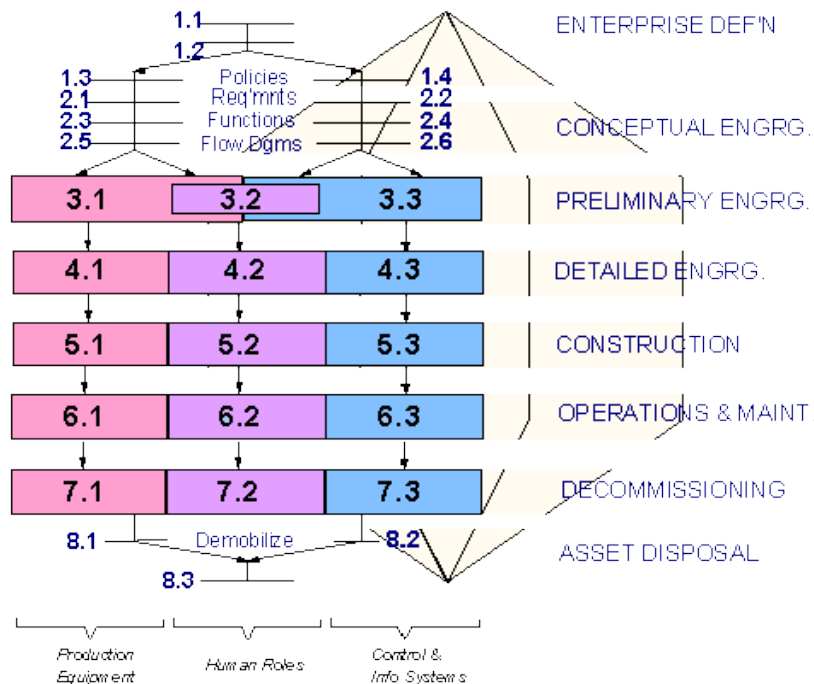 1.1
ENTERPRISE DEF'N
1.2
1.3 Policies 1.4
2.1 Req'mnts 2.2
2.3 Functions 2.4
CONCEPTUAL ENGRG.
2.5 Flow Dgms 2.6
3.1 3.2 3.3 PRELIMINARY ENGRG.
4.1 4.2 4.3 DETAILED ENGRG.
5.1 5.2 5.3 CONSTRUCTION
6.1 6.2 6.3 OPERATIONS & MAINT.
7.1 7.2 7.3 DECOMMISSIONING
8.1 Demobilize 8.2
ASSET DISPOSAL
8.3
Production
Equipment
Human Roles
Control &
Info Systems